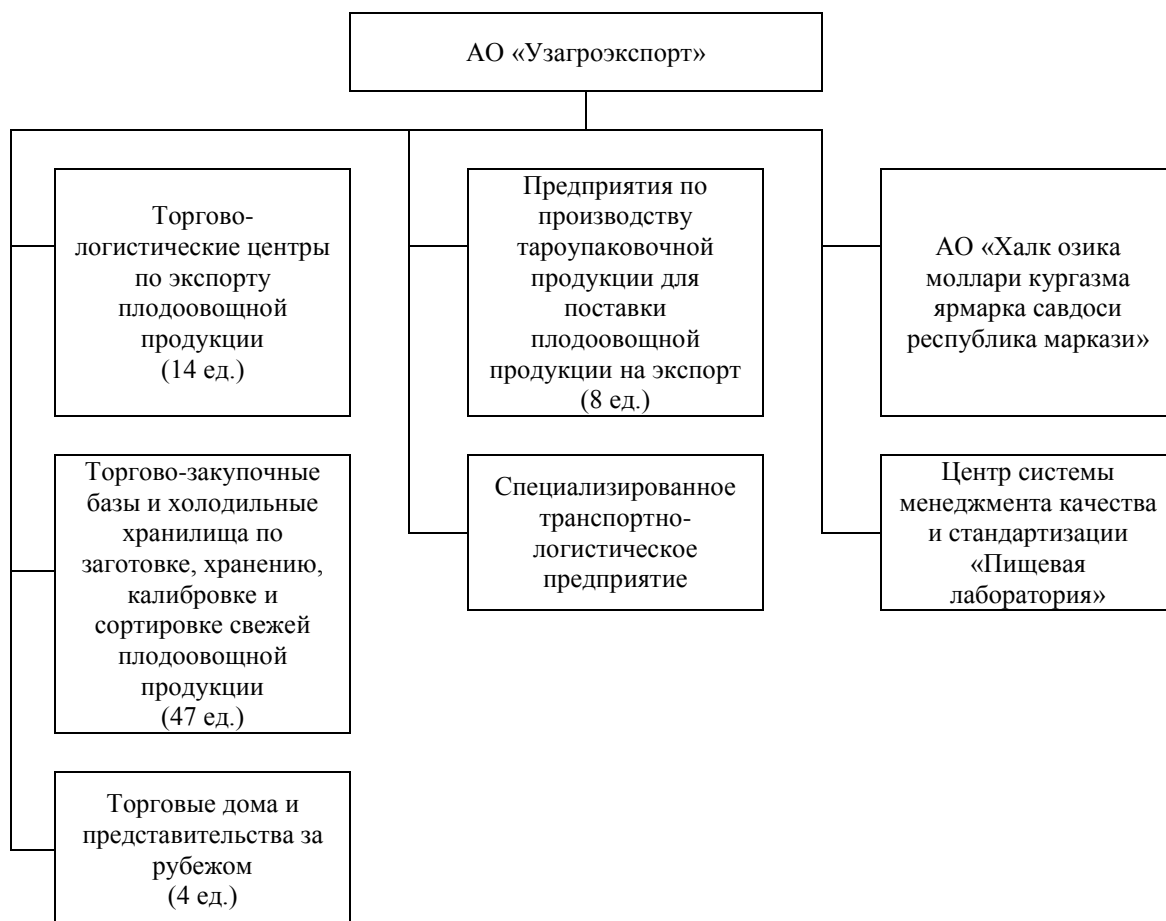 АО «Узагроэкспорт»
Торгово-
логистические центры
по экспорту
плодоовощной
продукции
(14 ед.)
Предприятия по
производству
тароупаковочной
продукции для
поставки
плодоовощной
продукции на экспорт
(8 ед.)
АО «Халк озика
моллари кургазма
ярмарка савдоси
республика маркази»
Торгово-закупочные
базы и холодильные
хранилища по
заготовке, хранению,
калибровке и
сортировке свежей
плодоовощной
продукции
(47 ед.)
Специализированное
транспортно-
логистическое
предприятие
Центр системы
менеджмента качества
и стандартизации
«Пищевая
лаборатория»
Торговые дома и
представительства за
рубежом
(4 ед.)